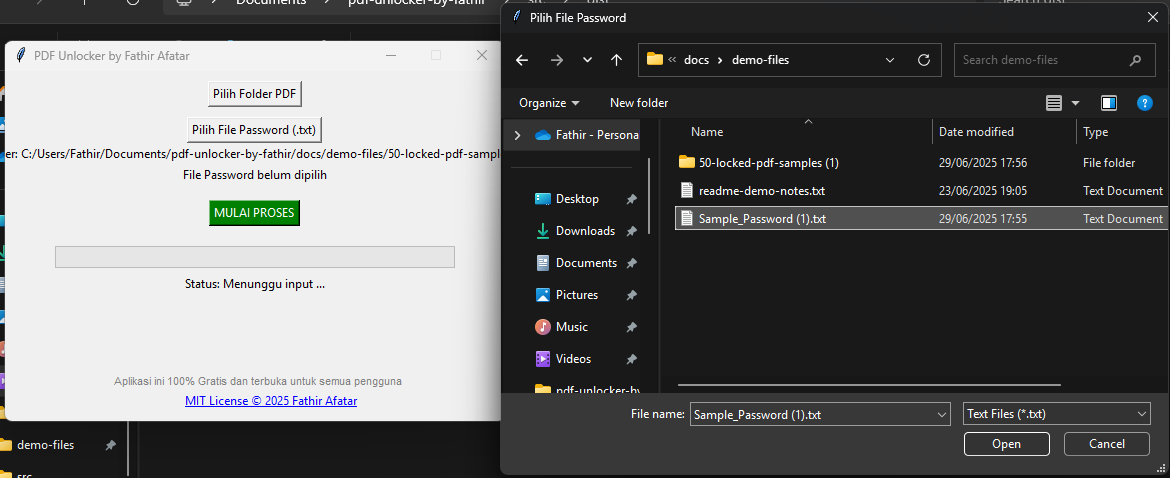 Documents
pdf-unlocker-by-fathir
PDF Unlocker by Fathir Afatar
Pilih Folder PDF
Pilih File Password (.txt)
er: C:/Users/Fathir/Documents/pdf-unlocker-by-fathir/docs/demo-files/50-locked-pdf-sampl
File Password belum dipilih
MULAI PROSES
Status: Menunggu input ...
Aplikasi ini 100% Gratis dan terbuka untuk semua pengguna
MIT License © 2025 Fathir Afatar
demo-files
src
Pilih File Password
« docs > demo-files
Search demo-files
Organize
New folder
Fathir - Persona
Desktop
Downloads
Documents
Pictures
Music
Videos
pdf-unlocker-by
Name Date modified Type
50-locked-pdf-samples (1) 29/06/2025 17:56 File folder
readme-demo-notes.txt 23/06/2025 19:05 Text Document
Sample_Password (1).txt 29/06/2025 17:55 Text Document
File name: Sample_Password (1).txt Text Files (*.txt)
Open Cancel